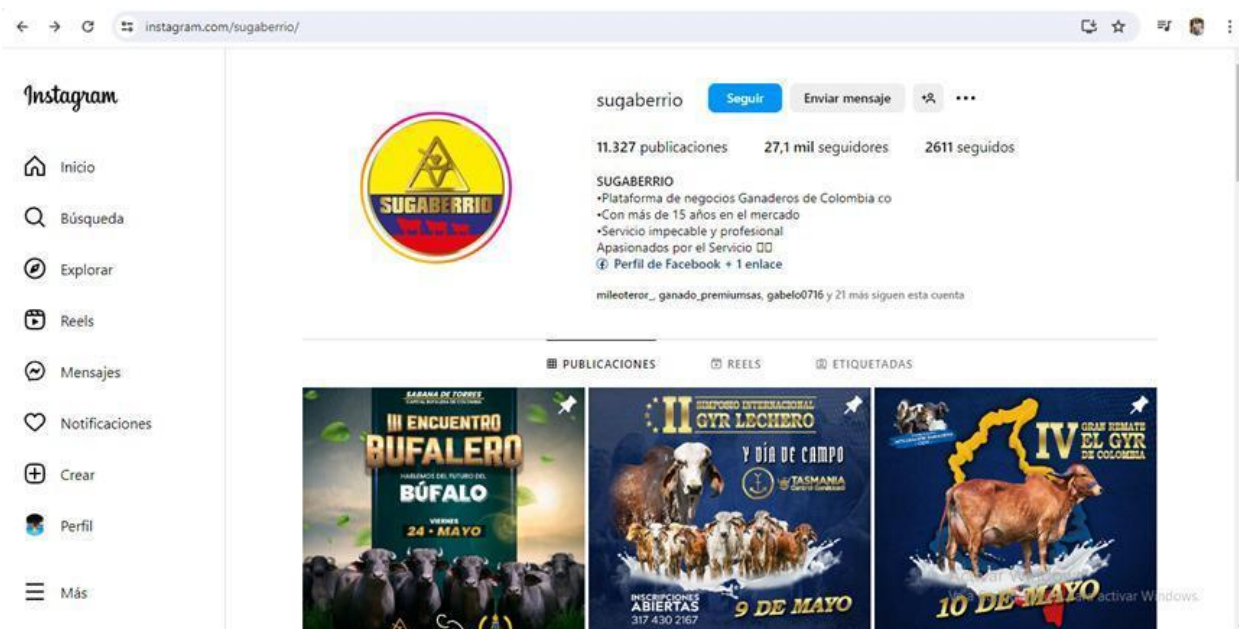 instagram.com/sugaberrio/
Instagram
Inicio
Búsqueda
Explorar
Reels
Mensajes
Notificaciones
Crear
Perfil
Más
SUGABERRIO
sugaberrio Seguir Enviar mensaje
11.327 publicaciones 27,1 mil seguidores 2611 seguidos
SUGABERRIO
•Plataforma de negocios Ganaderos de Colombia co
•Con más de 15 años en el mercado
•Servicio impecable y profesional
Apasionados por el Servicio
Perfil de Facebook + 1 enlace
mileoteror_, ganado_premiumsas, gabelo0716 y 21 más siguen esta cuenta
PUBLICACIONES REELS ETIQUETADAS
SABANA DE TORRES
CAPITAL BUFALERA DE COLOMBIA
III ENCUENTRO
BUFALERO
HABLEMOS DEL FUTURO DEL
BÚFALO
VIERNES
24 • MAYO
II SIMPOSIO INTERNACIONAL
GYR LECHERO
Y DÍA DE CAMPO
TASMANIA
INSCRIPCIONES
ABIERTAS
317 430 2167
9 DE MAYO
IV GRAN REMATE
EL GYR
DE COLOMBIA
10 DE MAYO
activar Windows.